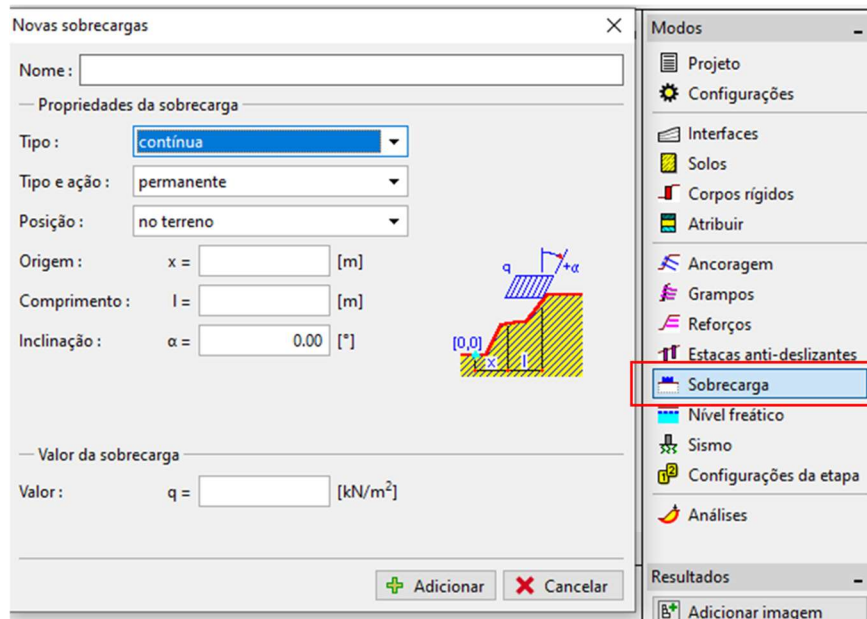 Novas sobrecargas
Nome :
Propriedades da sobrecarga
Tipo : contínua
Tipo e ação : permanente
Posição : no terreno
Origem : x = [m]
Comprimento : l = [m]
Inclinação : α = 0.00 [°]
q +α
[0,0]
x l
Valor da sobrecarga
Valor : q = [kN/m²]
Adicionar Cancelar
Modos
Projeto
Configurações
Interfaces
Solos
Corpos rígidos
Atribuir
Ancoragem
Grampos
Reforços
Estacas anti-deslizantes
Sobrecarga
Nível freático
Sismo
Configurações da etapa
Análises
Resultados
Adicionar imagem